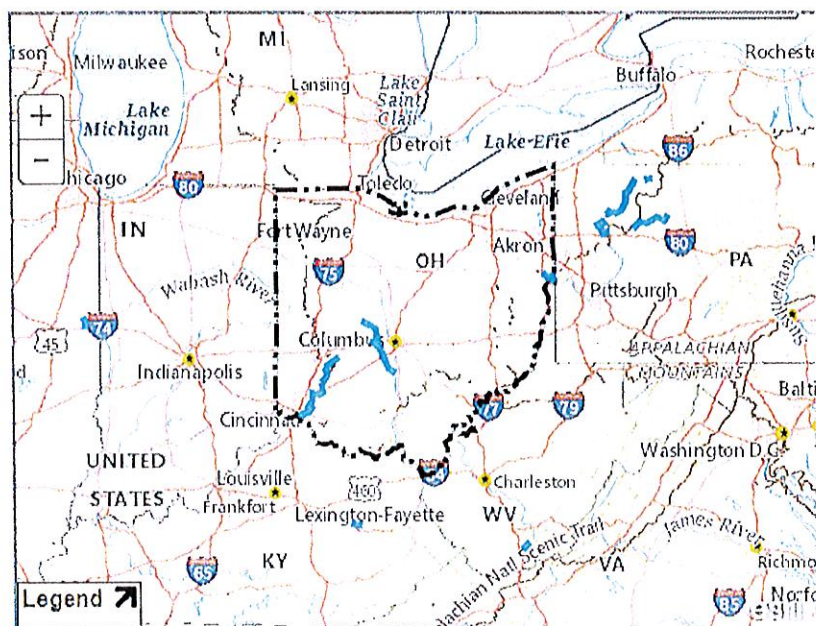 MI
Milwaukee
Rocheste
Buffalo
Lansing
Lake
Saint
Clair
+
Lake
Michigan
−
Detroit
Lake Erie
86
hicago
80
Toledo
Cleveland
IN
Fort Wayne
Akron
80
OH
75
PA
Wabash River
Pittsburgh
74
45
Columbus
Indianapolis
APPALACHIAN
MOUNTAINS
Balti
Cincinnati
77
79
Washington D.C.
UNITED
STATES
Louisville
Frankfort
460
Charleston
Lexington-Fayette
WV
James River
KY
65
lachian Natl Scenic Trail
VA
Richmo
Legend
85
Norfo